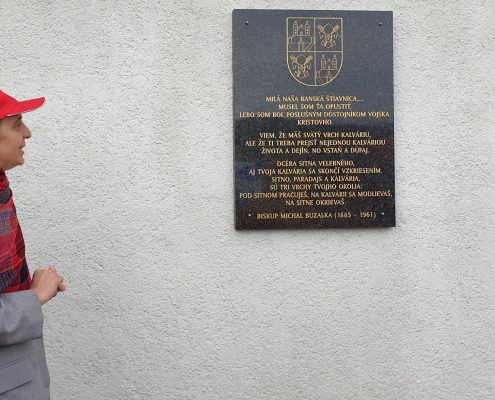 MILÁ NAŠA BANSKÁ ŠTIAVNICA...
MUSEL SOM ŤA OPUSTIŤ,
LEBO SOM BOL POSLUŠNÝM DÔSTOJNÍKOM VOJSKA
KRISTOVHO.
VIEM, ŽE MÁŠ SVÄTÝ VRCH KALVÁRIU,
ALE ŽE TI TREBA PREJSŤ NEJEDNOU KALVÁRIOU
ŽIVOTA A DEJÍN, NO VSTAŇ A DÚFAJ.
DCÉRA SITNA VELEBNÉHO,
AJ TVOJA KALVÁRIA SA SKONČÍ VZKRIESENÍM.
SITNO, PARADAJS A KALVÁRIA,
SÚ TRI VRCHY TVOJHO OKOLIA:
POD SITNOM PRACUJEŠ, NA KALVÁRII SA MODLIEVAŠ,
NA SITNE OKRIEVAŠ.
BISKUP MICHAL BUZALKA (1885 - 1961)